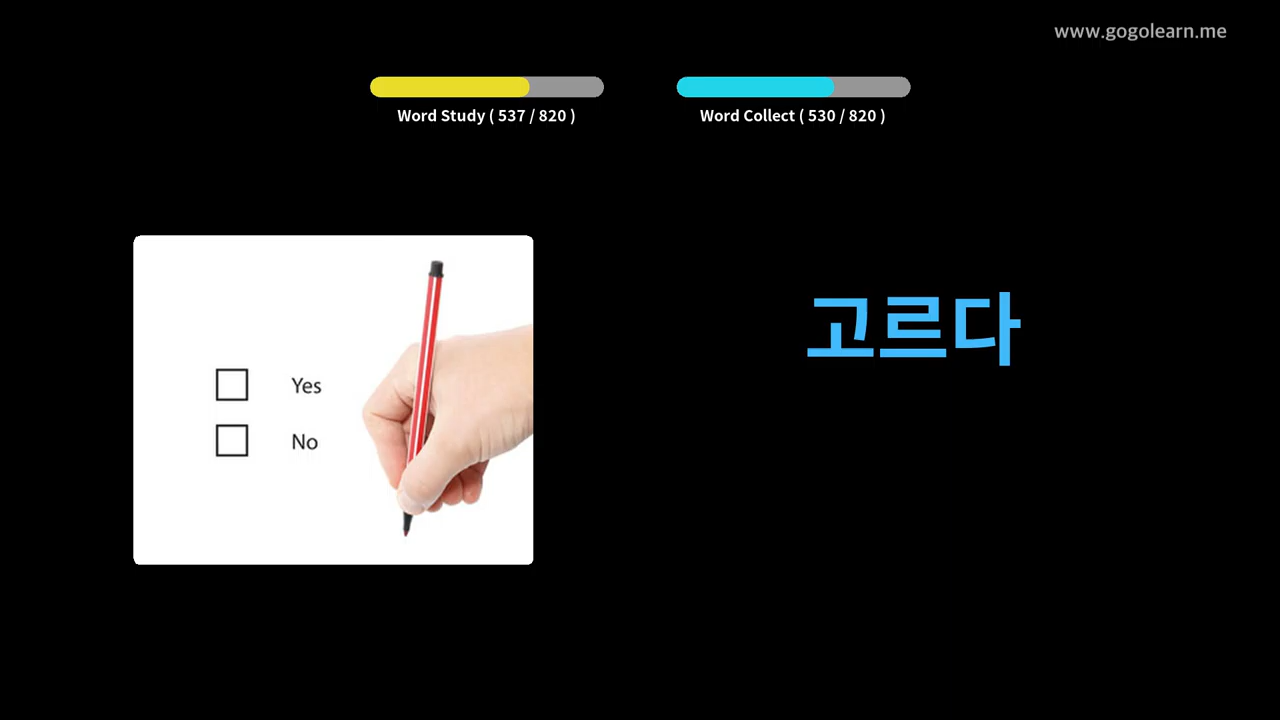 www.gogolearn.me
Word Study ( 537 / 820 )
Word Collect ( 530 / 820 )
고르다
Yes
No